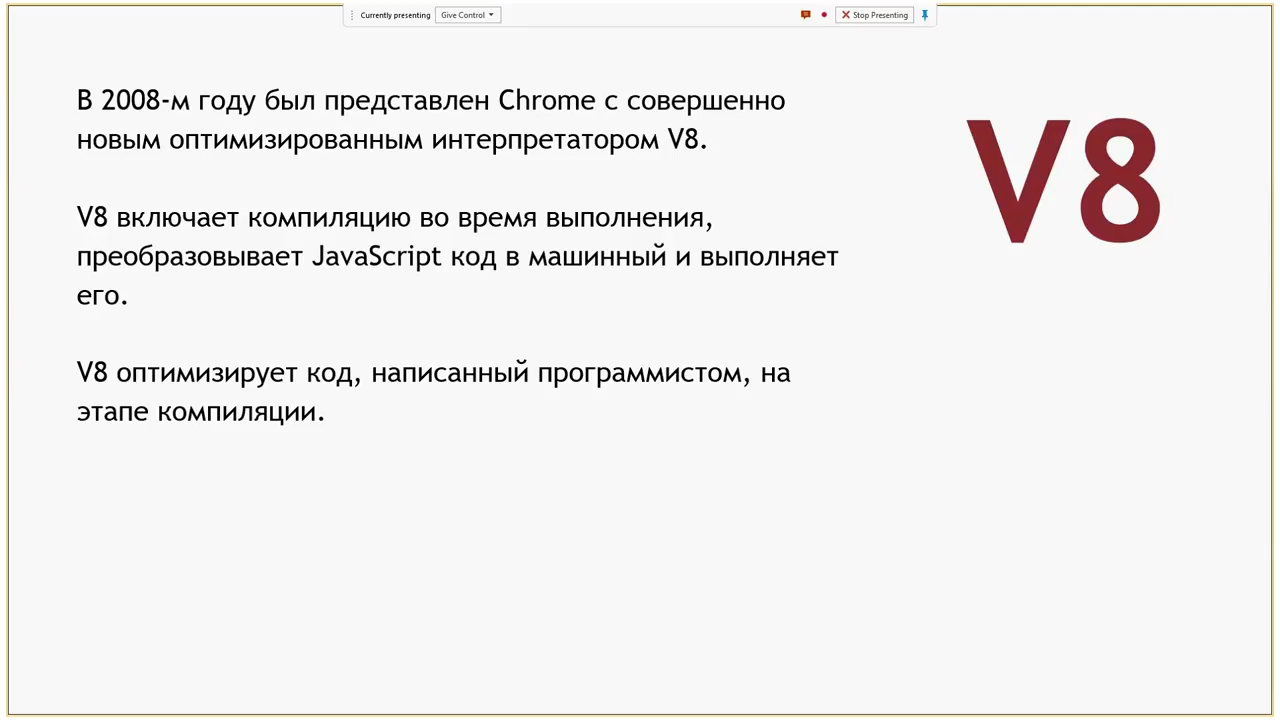 Currently presenting
Give Control
Stop Presenting
В 2008-м году был представлен Chrome с совершенно
новым оптимизированным интерпретатором V8.
V8
V8 включает компиляцию во время выполнения,
преобразовывает JavaScript код в машинный и выполняет
его.
V8 оптимизирует код, написанный программистом, на
этапе компиляции.